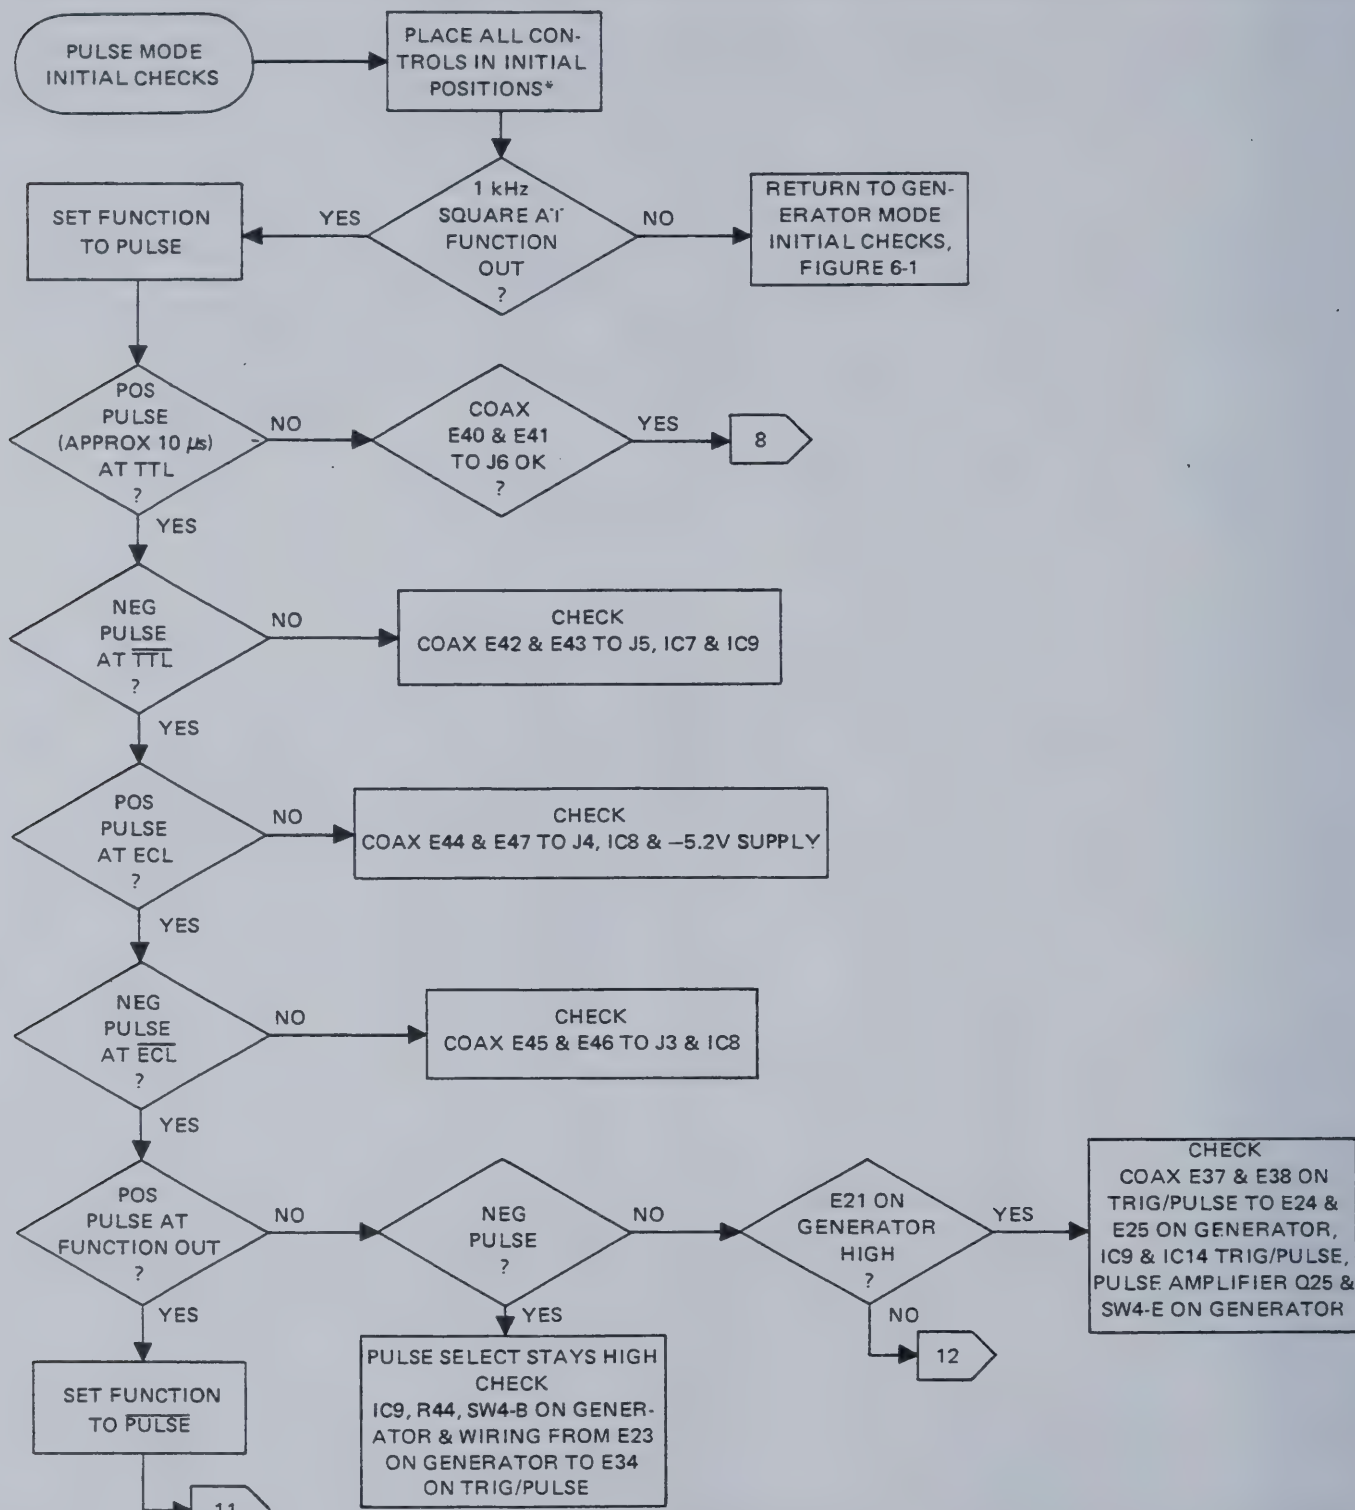 PULSE MODE
INITIAL CHECKS
PLACE ALL CON-
TROLS IN INITIAL
POSITIONS*
1 kHz
SQUARE AT
FUNCTION
OUT
?
YES
NO
SET FUNCTION
TO PULSE
RETURN TO GEN-
ERATOR MODE
INITIAL CHECKS,
FIGURE 6-1
POS
PULSE
(APPROX 10 μs)
AT TTL
?
NO
YES
COAX
E40 & E41
TO J6 OK
?
YES
8
NEG
PULSE
AT T̅T̅L̅
?
NO
YES
CHECK
COAX E42 & E43 TO J5, IC7 & IC9
POS
PULSE
AT ECL
?
NO
YES
CHECK
COAX E44 & E47 TO J4, IC8 & −5.2V SUPPLY
NEG
PULSE
AT E̅C̅L̅
?
NO
YES
CHECK
COAX E45 & E46 TO J3 & IC8
POS
PULSE AT
FUNCTION OUT
?
NO
YES
NEG
PULSE
?
NO
YES
E21 ON
GENERATOR
HIGH
?
YES
NO
12
CHECK
COAX E37 & E38 ON
TRIG/PULSE TO E24 &
E25 ON GENERATOR,
IC9 & IC14 TRIG/PULSE,
PULSE AMPLIFIER Q25 &
SW4-E ON GENERATOR
SET FUNCTION
TO P̅U̅L̅S̅E̅
11
PULSE SELECT STAYS HIGH
CHECK
IC9, R44, SW4-B ON GENER-
ATOR & WIRING FROM E23
ON GENERATOR TO E34
ON TRIG/PULSE